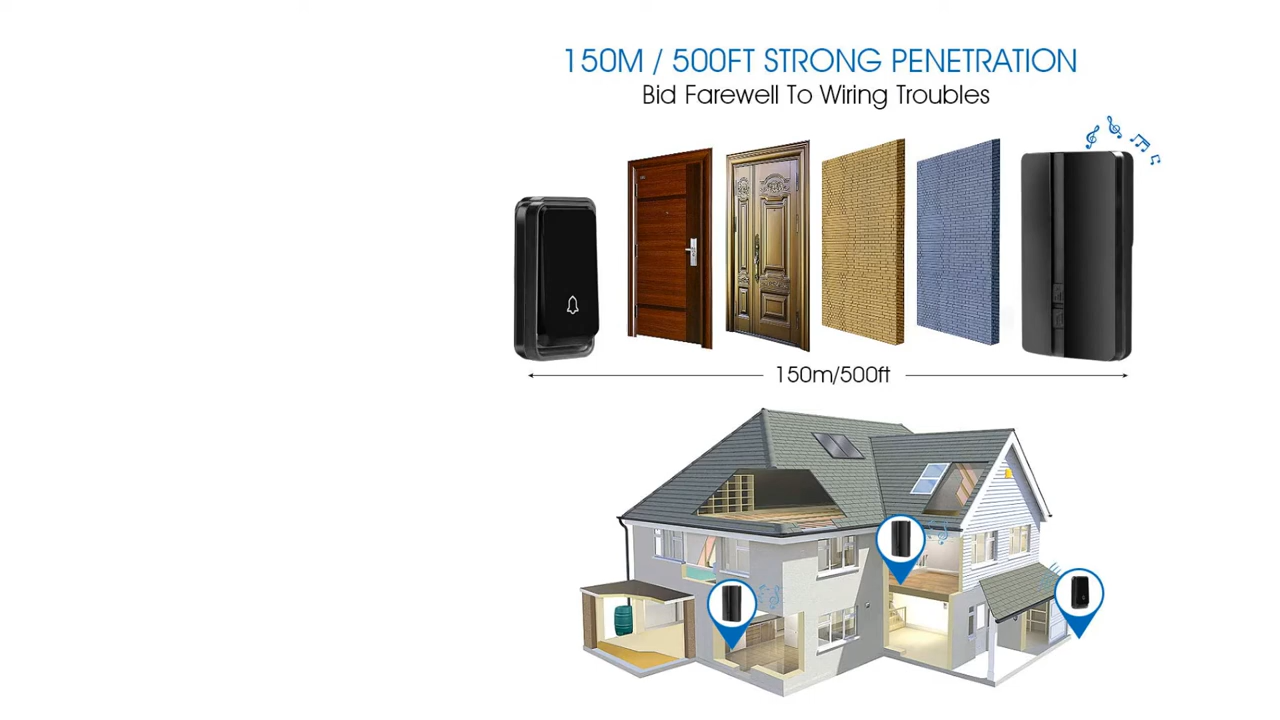 150M / 500FT STRONG PENETRATION
Bid Farewell To Wiring Troubles
150m/500ft